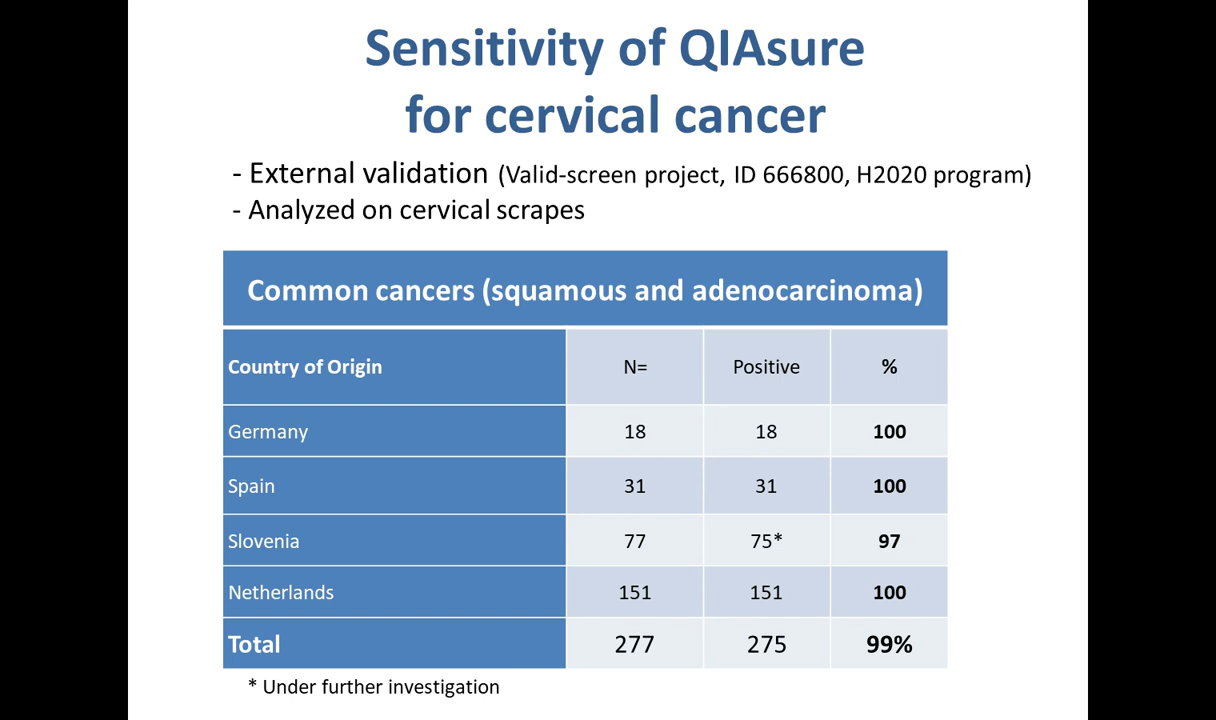 Sensitivity of QIAsure
for cervical cancer
- External validation (Valid-screen project, ID 666800, H2020 program)
- Analyzed on cervical scrapes
Common cancers (squamous and adenocarcinoma)
Country of Origin N= Positive %
Germany 18 18 100
Spain 31 31 100
Slovenia 77 75* 97
Netherlands 151 151 100
Total 277 275 99%
* Under further investigation